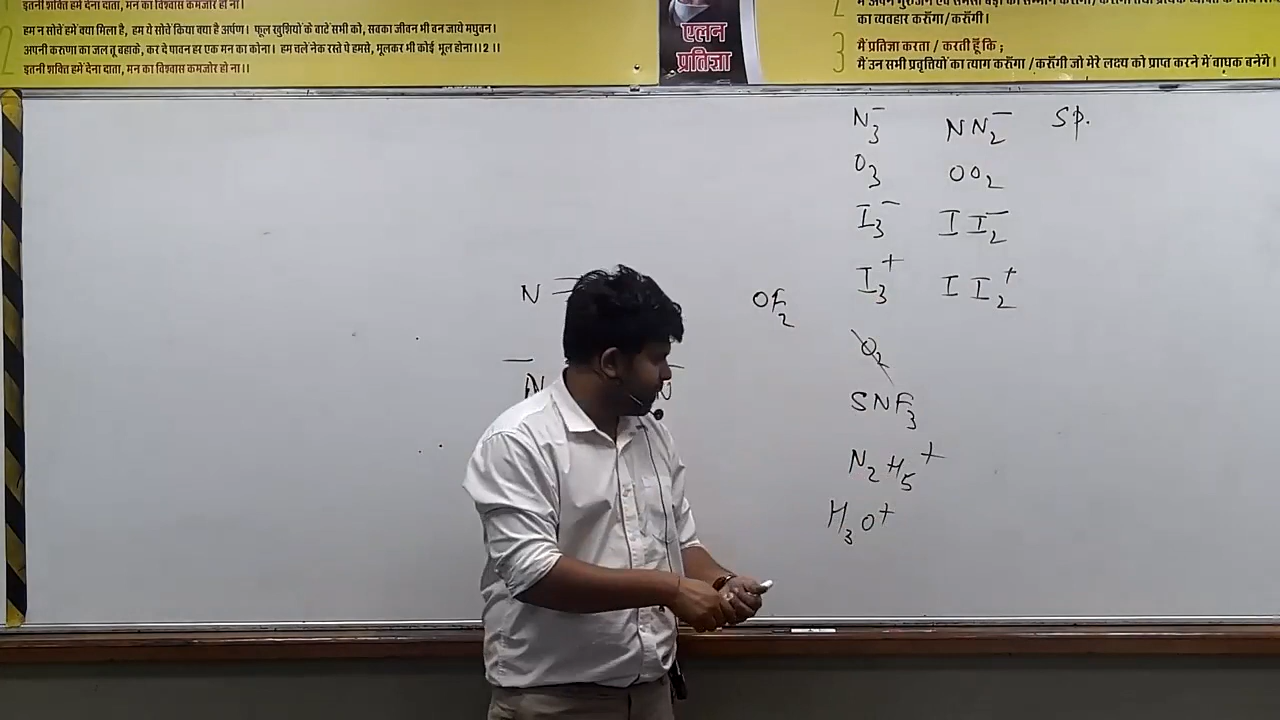 इतनी शक्ति हमें देना दाता, मन का विश्वास कमजोर हो ना।
हम न सोचें हमें क्या मिला है, हम ये सोचें किया क्या है अर्पण। फूल खुशियों के बाटें सभी को, सबका जीवन भी बन जाये मधुवन।
अपनी करुणा का जल तू बहाके, कर दे पावन हर एक मन का कोना। हम चलें नेक रस्ते पे हमसे, भूलकर भी कोई भूल होना।।2।।
इतनी शक्ति हमें देना दाता, मन का विश्वास कमजोर हो ना।।
2
एलन
प्रतिज्ञा
का व्यवहार करूँगा / करूँगी।
3
मैं प्रतिज्ञा करता / करती हूँ कि ;
मैं उन सभी प्रवृत्तियों का त्याग करूँगा / करूँगी जो मेरे लक्ष्य को प्राप्त करने में बाधक बनेंगे।
N₃⁻ NN₂⁻ sp.
O₃ OO₂
I₃⁻ II₂⁻
I₃⁺ II₂⁺
N OF₂
O₂
N N
SNF₃
N₂H₅⁺
H₃O⁺